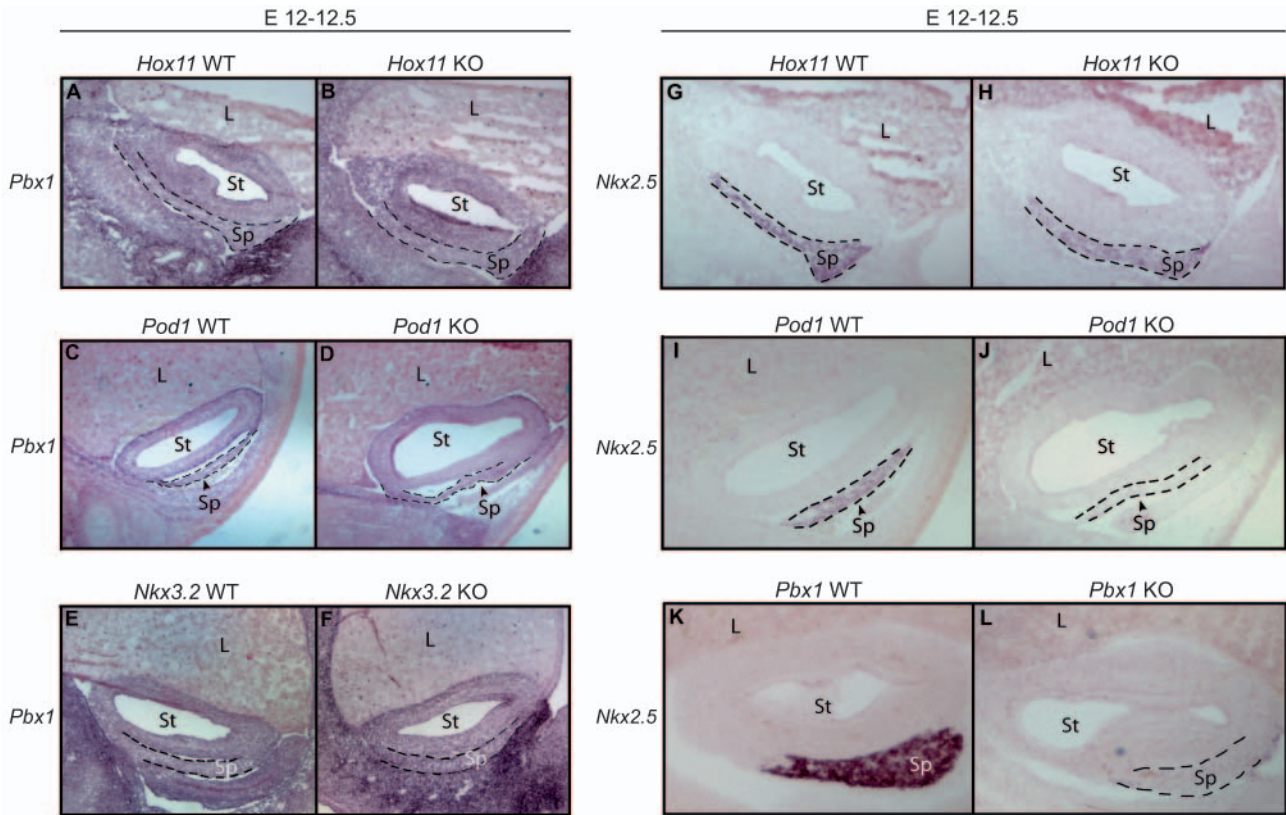 E 12-12.5
E 12-12.5
Hox11 WT
Hox11 KO
Hox11 WT
Hox11 KO
Pbx1
A
L
St
Sp
B
L
St
Sp
Nkx2.5
G
L
St
Sp
H
L
St
Sp
Pod1 WT
Pod1 KO
Pod1 WT
Pod1 KO
Pbx1
C
L
St
Sp
D
L
St
Sp
Nkx2.5
I
L
St
Sp
J
L
St
Sp
Nkx3.2 WT
Nkx3.2 KO
Pbx1 WT
Pbx1 KO
Pbx1
E
L
St
Sp
F
L
St
Sp
Nkx2.5
K
L
St
Sp
L
L
St
Sp